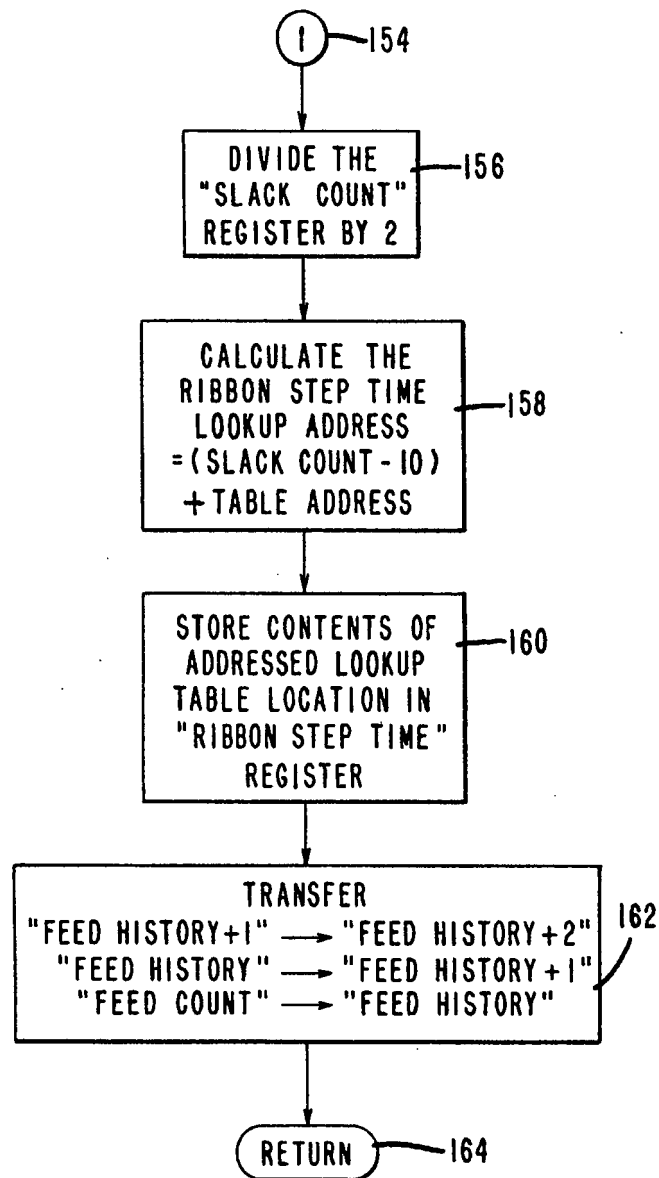 1 154
DIVIDE THE
"SLACK COUNT"
REGISTER BY 2
156
CALCULATE THE
RIBBON STEP TIME
LOOKUP ADDRESS
=(SLACK COUNT-10)
+ TABLE ADDRESS
158
STORE CONTENTS OF
ADDRESSED LOOKUP
TABLE LOCATION IN
"RIBBON STEP TIME"
REGISTER
160
TRANSFER
"FEED HISTORY+1" → "FEED HISTORY+2"
"FEED HISTORY" → "FEED HISTORY+1"
"FEED COUNT" → "FEED HISTORY"
162
RETURN 164